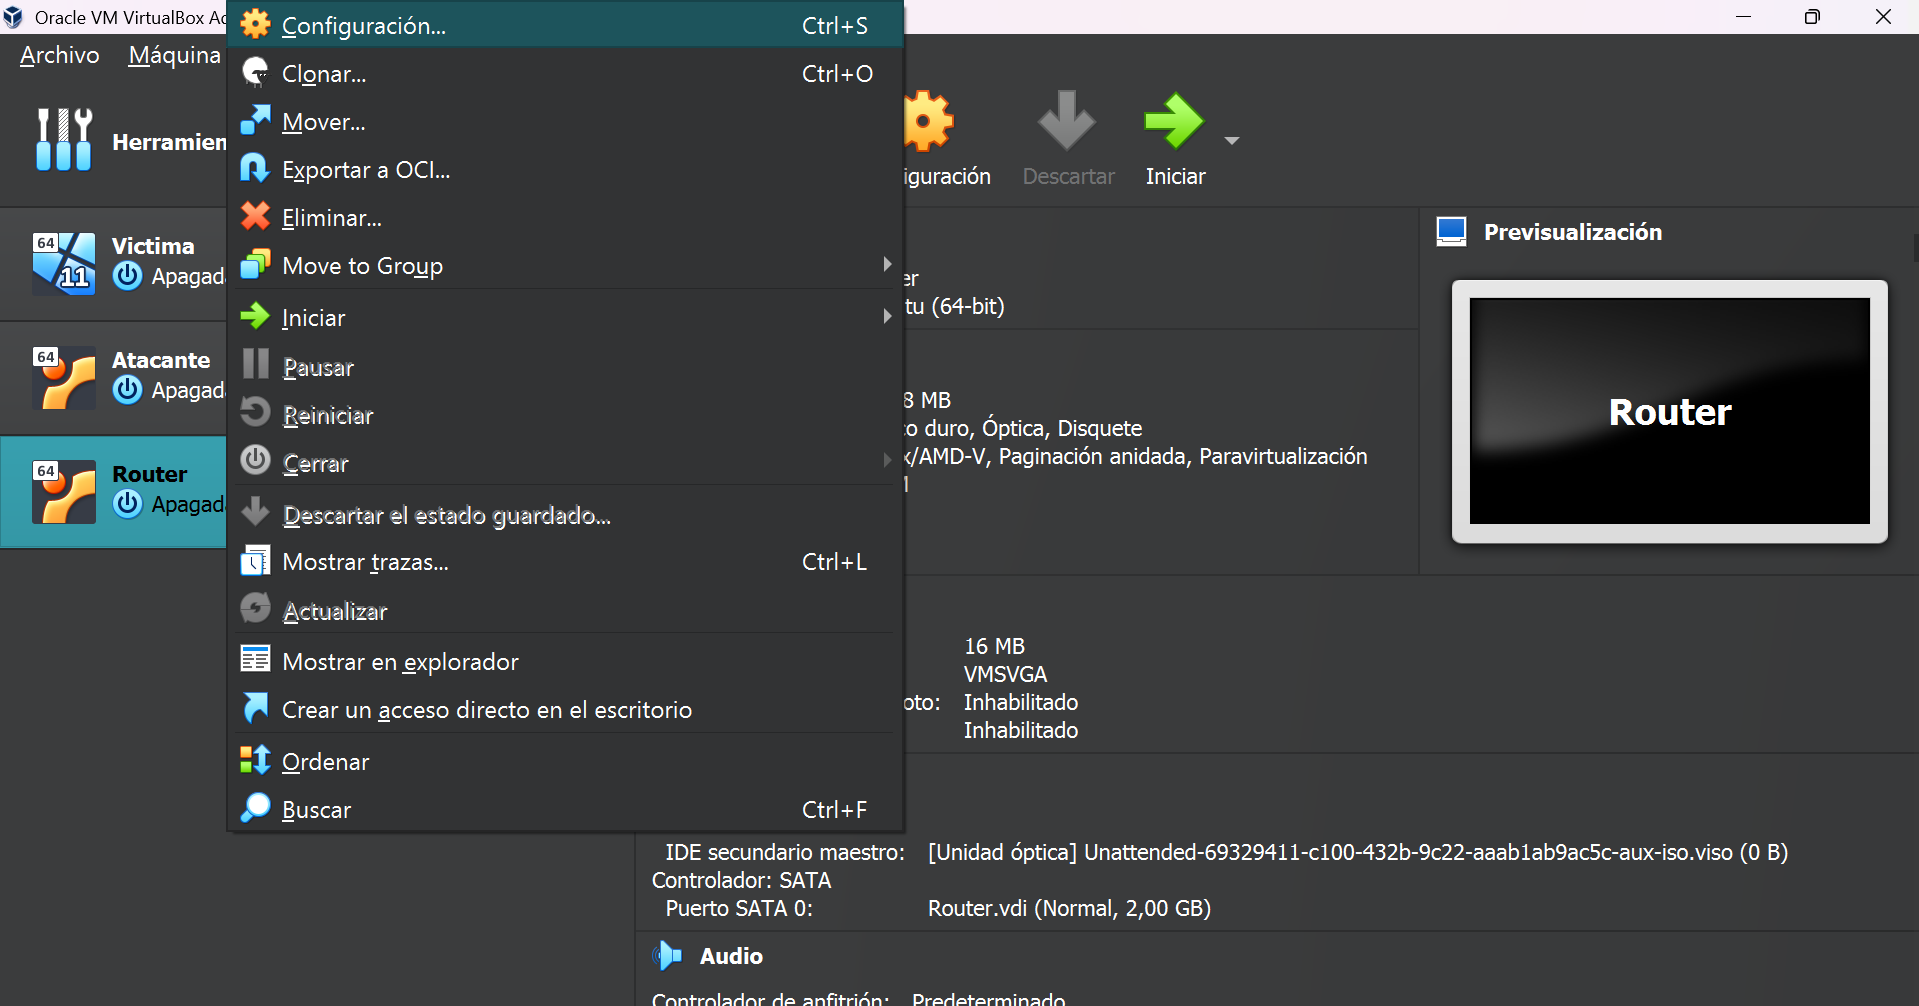 Oracle VM VirtualBox
Archivo Máquina
Configuración... Ctrl+S
Clonar... Ctrl+O
Mover...
Exportar a OCI...
Eliminar...
Move to Group
Iniciar
Pausar
Reiniciar
Cerrar
Descartar el estado guardado...
Mostrar trazas... Ctrl+L
Actualizar
Mostrar en explorador
Crear un acceso directo en el escritorio
Ordenar
Buscar Ctrl+F
Herramien
64
11
Victima
Apagad
64
Atacante
Apagad
64
Router
Apagad
iguración
Descartar
Iniciar
er
tu (64-bit)
8 MB
co duro, Óptica, Disquete
x/AMD-V, Paginación anidada, Paravirtualización
Previsualización
Router
16 MB
VMSVGA
oto: Inhabilitado
Inhabilitado
IDE secundario maestro: [Unidad óptica] Unattended-69329411-c100-432b-9c22-aaab1ab9ac5c-aux-iso.viso (0 B)
Controlador: SATA
Puerto SATA 0: Router.vdi (Normal, 2,00 GB)
Audio
Controlador de anfitrión: Predeterminado